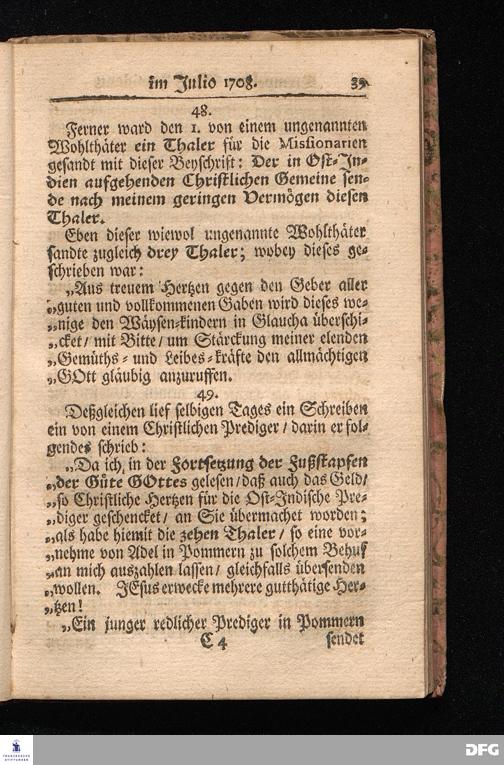 im Julio 1708. 39
48.
Ferner ward den 1. von einem ungenannten
Wohlthäter ein Thaler für die Missionarien
gesandt mit dieser Beyschrift: Der in Ost-In-
dien aufgehenden Christlichen Gemeine sen-
de nach meinem geringen Vermögen diesen
Thaler.
Eben dieser wiewol ungenannte Wohlthäter
sandte zugleich drey Thaler; wobey dieses ge-
schrieben war:
„Aus treuem Hertzen gegen den Geber aller
„guten und vollkommenen Gaben wird dieses we-
„nige den Wäysen-kindern in Glaucha überschi-
„cket/ mit Bitte/ um Stärckung meiner elenden
„Gemüths- und Leibes-kräfte den allmächtigen
„GOtt gläubig anzuruffen.
49.
Deßgleichen lief selbigen Tages ein Schreiben
ein von einem Christlichen Prediger/ darin er fol-
gendes schrieb:
„Da ich in der Fortsetzung der Fußstapfen
„der Güte GOttes gelesen/ daß auch das Geld/
„so Christliche Hertzen für die Ost-Indische Pre-
„diger geschencket/ an Sie übermachet worden;
„als habe hiemit die zehen Thaler/ so eine vor-
„nehme von Adel in Pommern zu solchem Behuf
„an mich auszahlen lassen/ gleichfalls übersenden
„wollen. JEsus erwecke mehrere gutthätige Her-
„tzen!
„Ein junger redlicher Prediger in Pommern
C 4 sendet
FRANCKESCHE
STIFTUNGEN
DFG